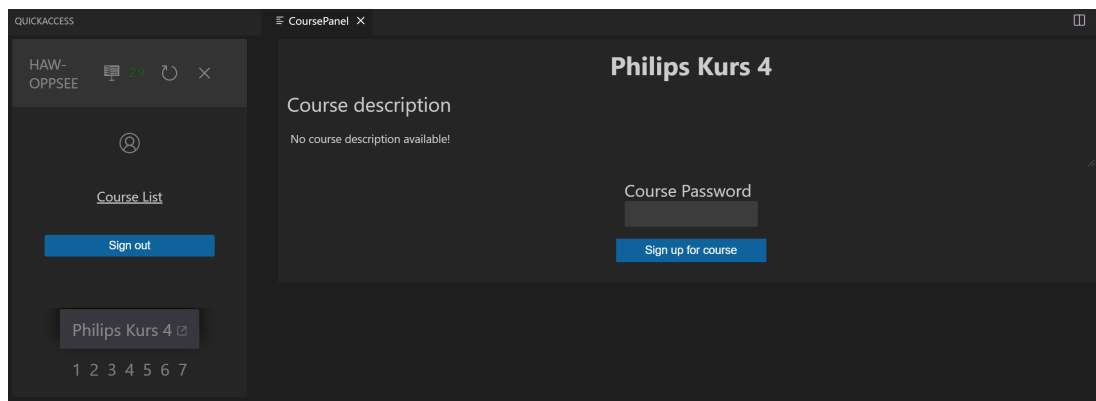 QUICKACCESS
HAW-
OPPSEE
29
Course List
Sign out
Philips Kurs 4
1 2 3 4 5 6 7
CoursePanel
Philips Kurs 4
Course description
No course description available!
Course Password
Sign up for course